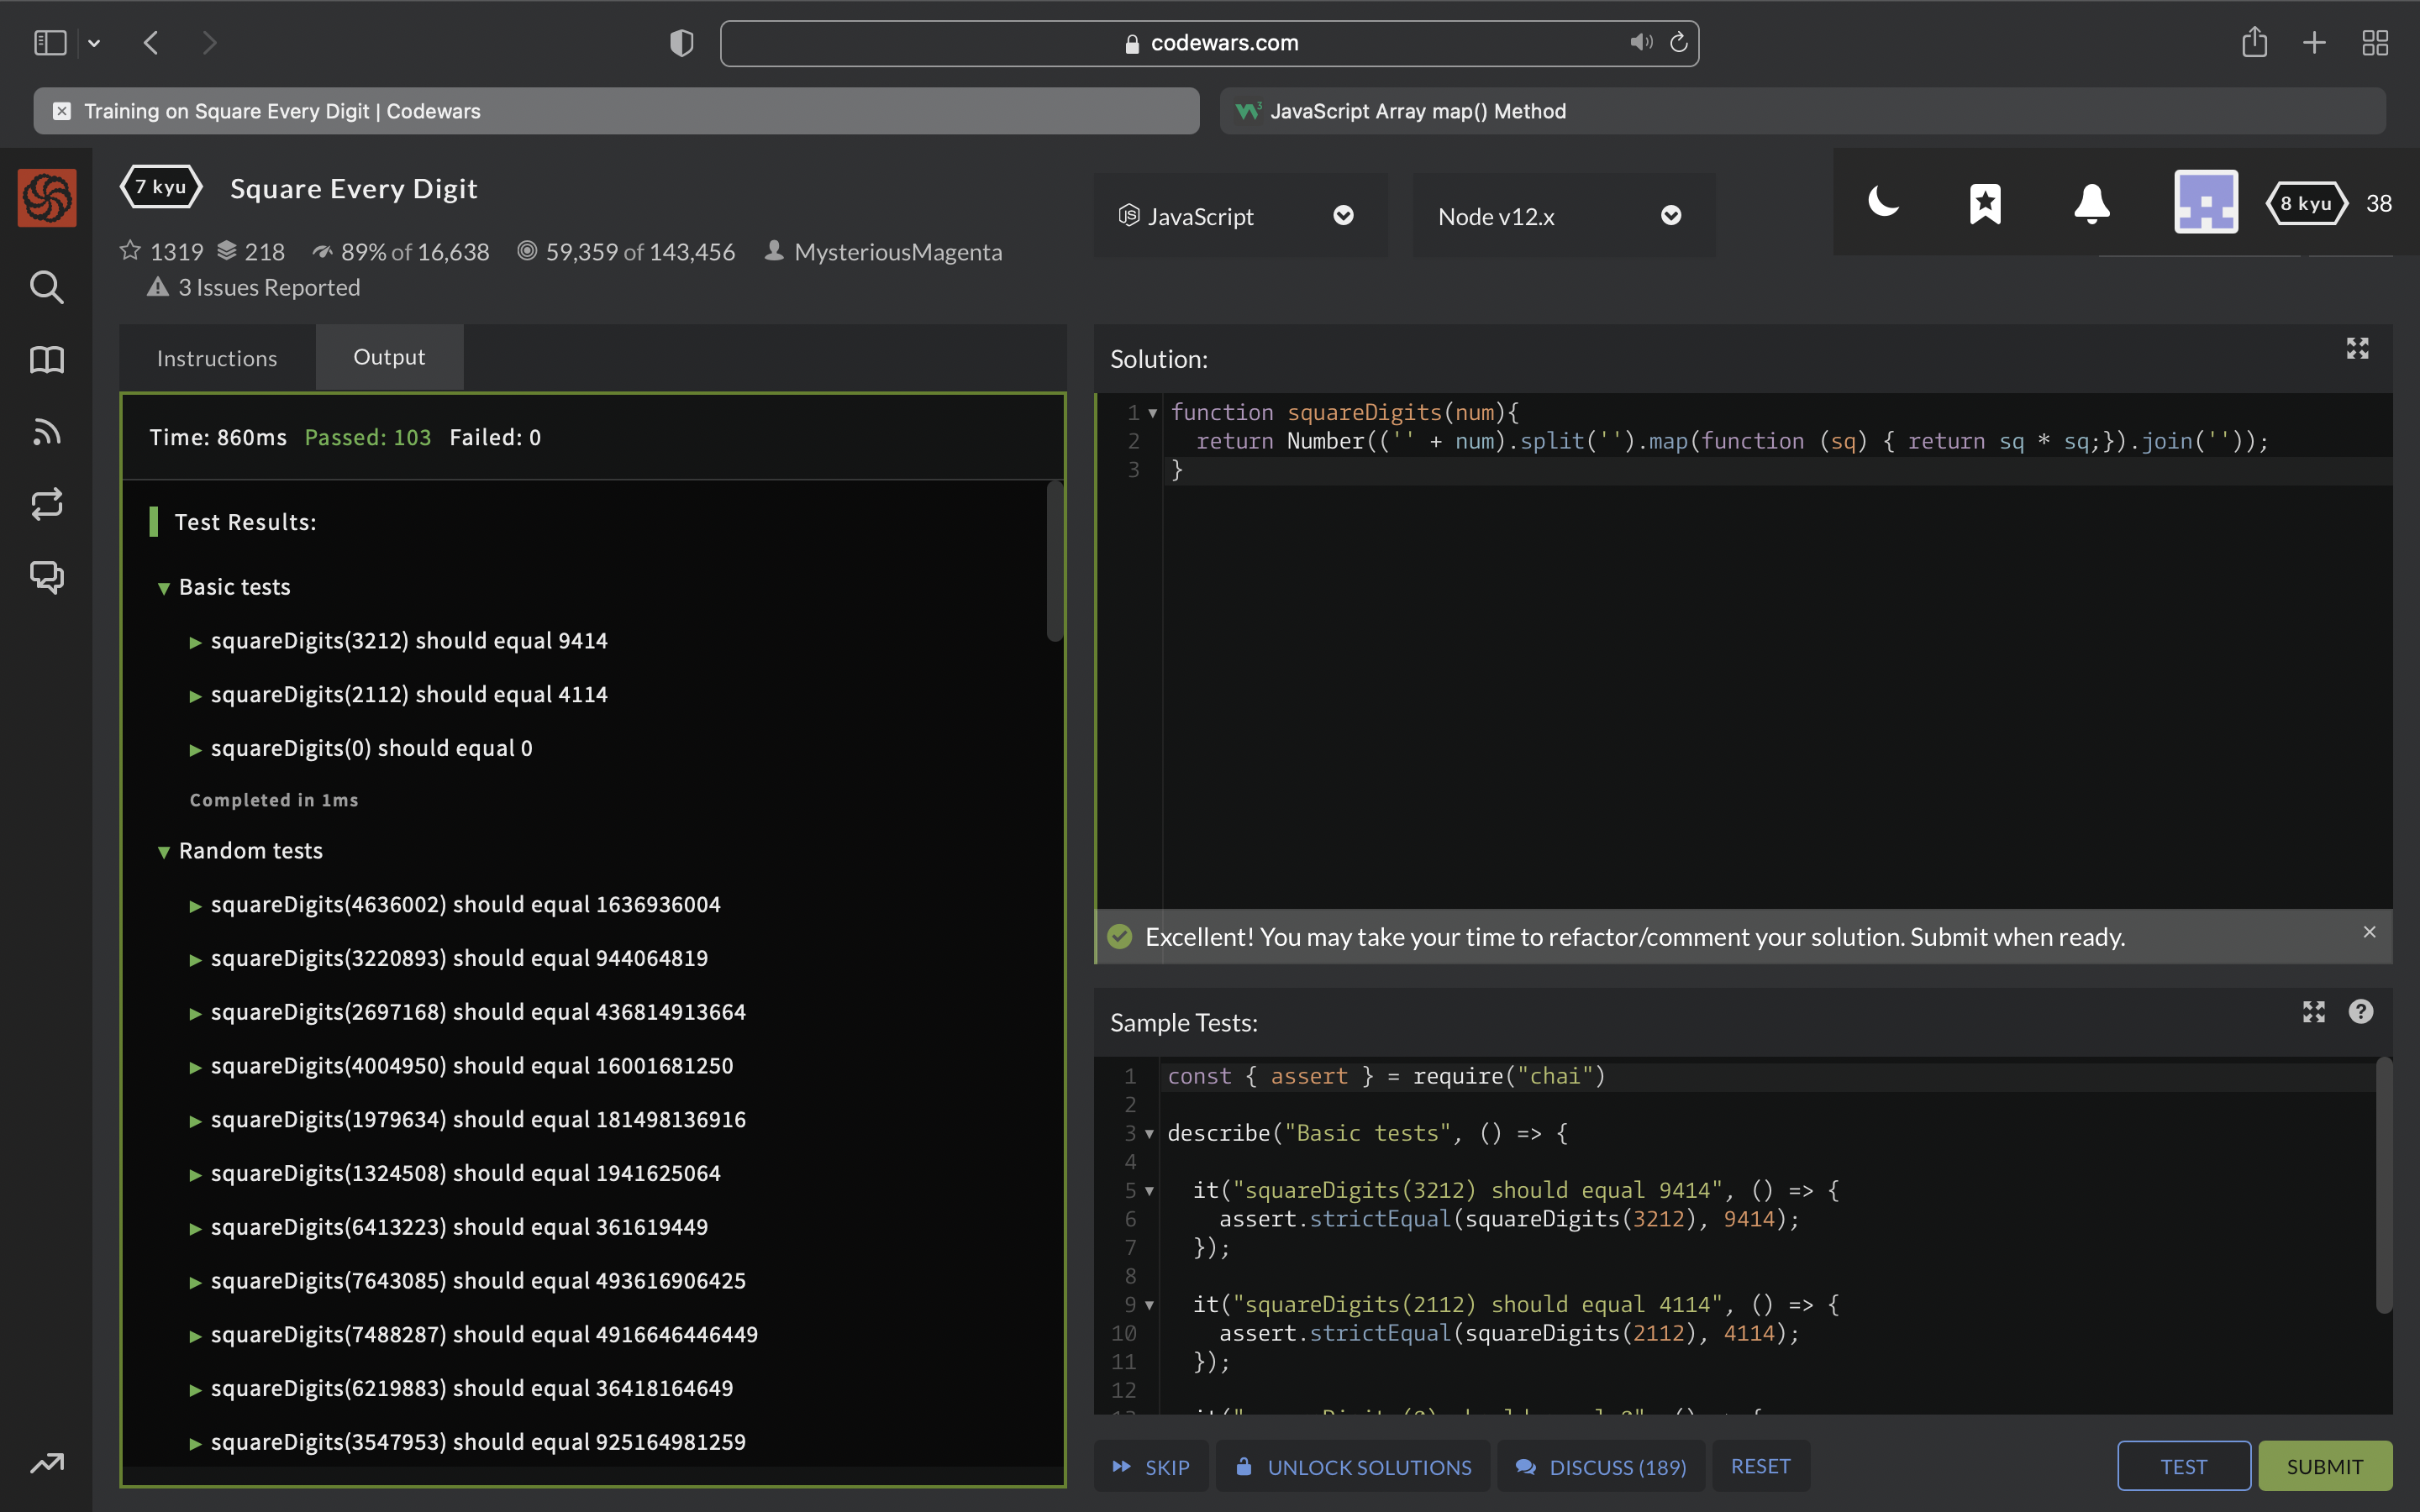 codewars.com
Training on Square Every Digit | Codewars
JavaScript Array map() Method
7 kyu
Square Every Digit
JavaScript
Node v12.x
8 kyu
38
1319 218 89% of 16,638 59,359 of 143,456 MysteriousMagenta
3 Issues Reported
Instructions
Output
Time: 860ms Passed: 103 Failed: 0
Test Results:
Basic tests
squareDigits(3212) should equal 9414
squareDigits(2112) should equal 4114
squareDigits(0) should equal 0
Completed in 1ms
Random tests
squareDigits(4636002) should equal 1636936004
squareDigits(3220893) should equal 944064819
squareDigits(2697168) should equal 436814913664
squareDigits(4004950) should equal 16001681250
squareDigits(1979634) should equal 181498136916
squareDigits(1324508) should equal 1941625064
squareDigits(6413223) should equal 361619449
squareDigits(7643085) should equal 493616906425
squareDigits(7488287) should equal 4916646446449
squareDigits(6219883) should equal 36418164649
squareDigits(3547953) should equal 925164981259
Solution:
1 function squareDigits(num){
2 return Number(('' + num).split('').map(function (sq) { return sq * sq;}).join(''));
3 }
Excellent! You may take your time to refactor/comment your solution. Submit when ready.
Sample Tests:
1 const { assert } = require("chai")
2
3 describe("Basic tests", () => {
4
5 it("squareDigits(3212) should equal 9414", () => {
6 assert.strictEqual(squareDigits(3212), 9414);
7 });
8
9 it("squareDigits(2112) should equal 4114", () => {
10 assert.strictEqual(squareDigits(2112), 4114);
11 });
12
SKIP
UNLOCK SOLUTIONS
DISCUSS (189)
RESET
TEST
SUBMIT